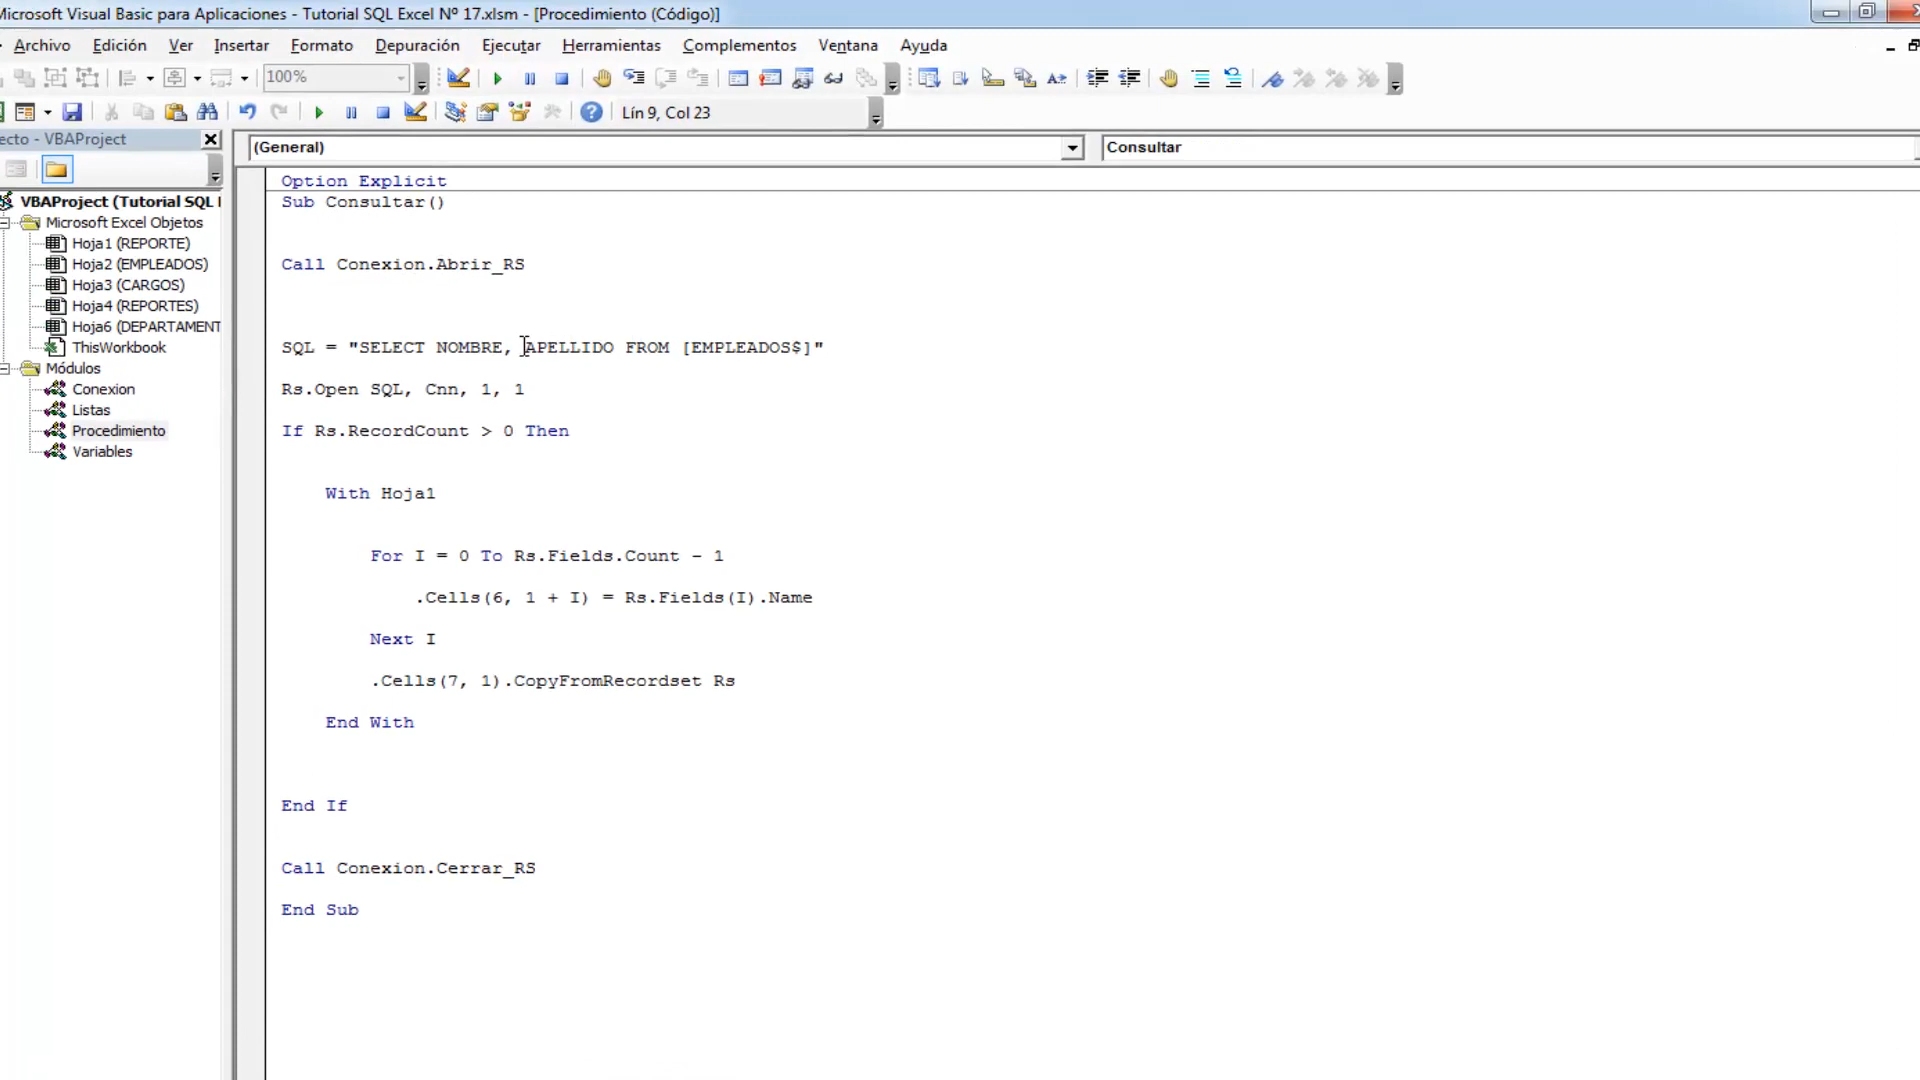 Microsoft Visual Basic para Aplicaciones - Tutorial SQL Excel Nº 17.xlsm - [Procedimiento (Código)]
Archivo Edición Ver Insertar Formato Depuración Ejecutar Herramientas Complementos Ventana Ayuda
100%
Lín 9, Col 23
ecto - VBAProject
(General)
Consultar
VBAProject (Tutorial SQL
Microsoft Excel Objetos
Hoja1 (REPORTE)
Hoja2 (EMPLEADOS)
Hoja3 (CARGOS)
Hoja4 (REPORTES)
Hoja6 (DEPARTAMENT
ThisWorkbook
Módulos
Conexion
Listas
Procedimiento
Variables
Option Explicit
Sub Consultar()
Call Conexion.Abrir_RS
SQL = "SELECT NOMBRE, APELLIDO FROM [EMPLEADOS$]"
Rs.Open SQL, Cnn, 1, 1
If Rs.RecordCount > 0 Then
With Hoja1
For I = 0 To Rs.Fields.Count - 1
.Cells(6, 1 + I) = Rs.Fields(I).Name
Next I
.Cells(7, 1).CopyFromRecordset Rs
End With
End If
Call Conexion.Cerrar_RS
End Sub